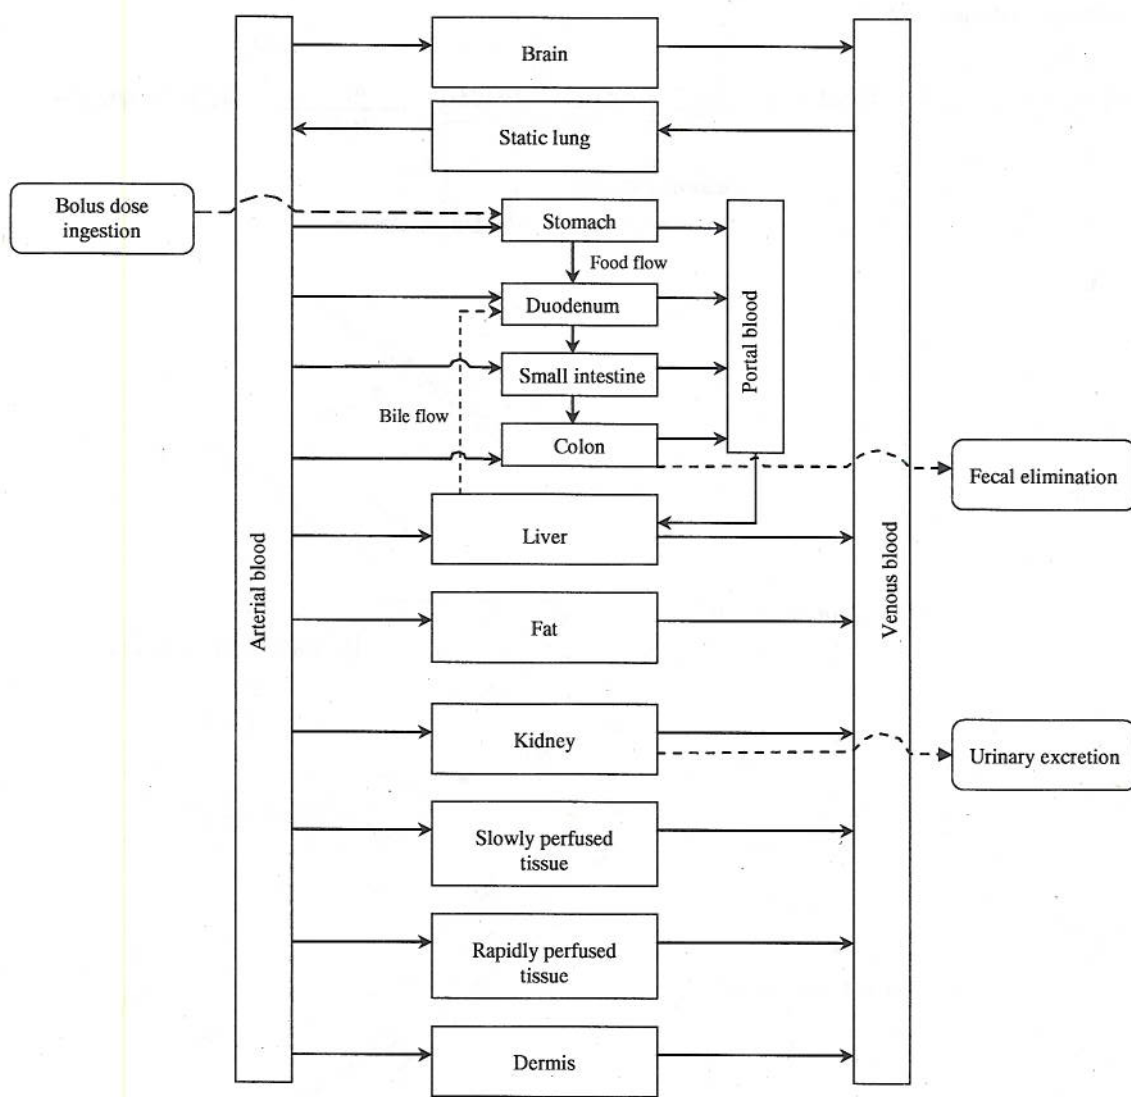 Brain
Static lung
Bolus dose
ingestion
Stomach
Food flow
Duodenum
Portal blood
Small intestine
Bile flow
Colon
Fecal elimination
Liver
Arterial blood
Venous blood
Fat
Kidney
Urinary excretion
Slowly perfused
tissue
Rapidly perfused
tissue
Dermis